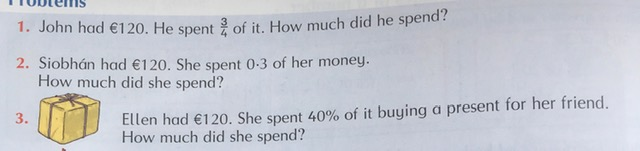 Problems
1. John had €120. He spent ¾ of it. How much did he spend?
2. Siobhán had €120. She spent 0·3 of her money.
How much did she spend?
3. Ellen had €120. She spent 40% of it buying a present for her friend.
How much did she spend?